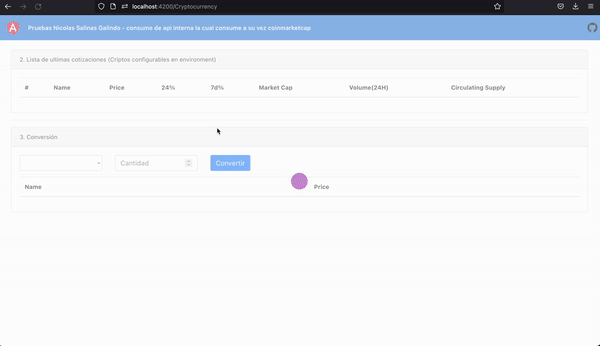 localhost:4200/Cryptocurrency
Pruebas Nicolas Salinas Galindo - consumo de api interna la cual consume a su vez coinmarketcap
2. Lista de ultimas cotizaciones (Criptos configurables en environment)
# Name Price 24% 7d% Market Cap Volume(24H) Circulating Supply
3. Conversión
Cantidad Convertir
Name Price